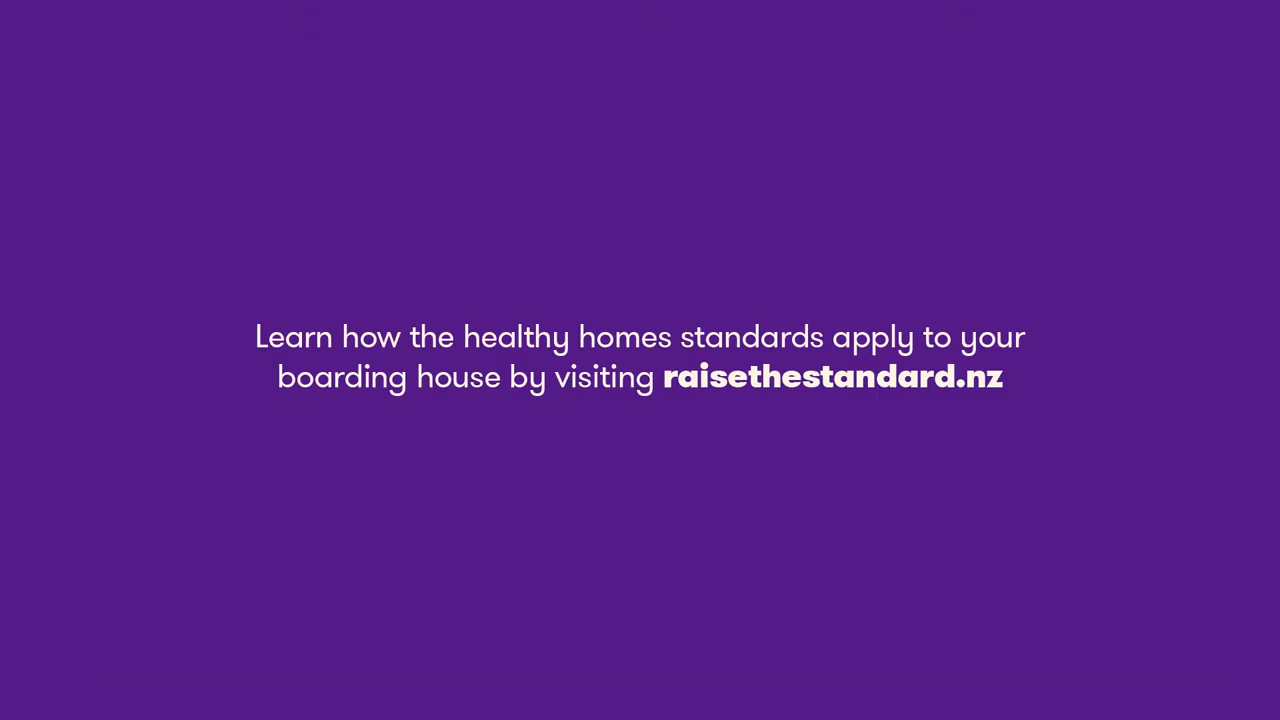 Learn how the healthy homes standards apply to your
boarding house by visiting raisethestandard.nz